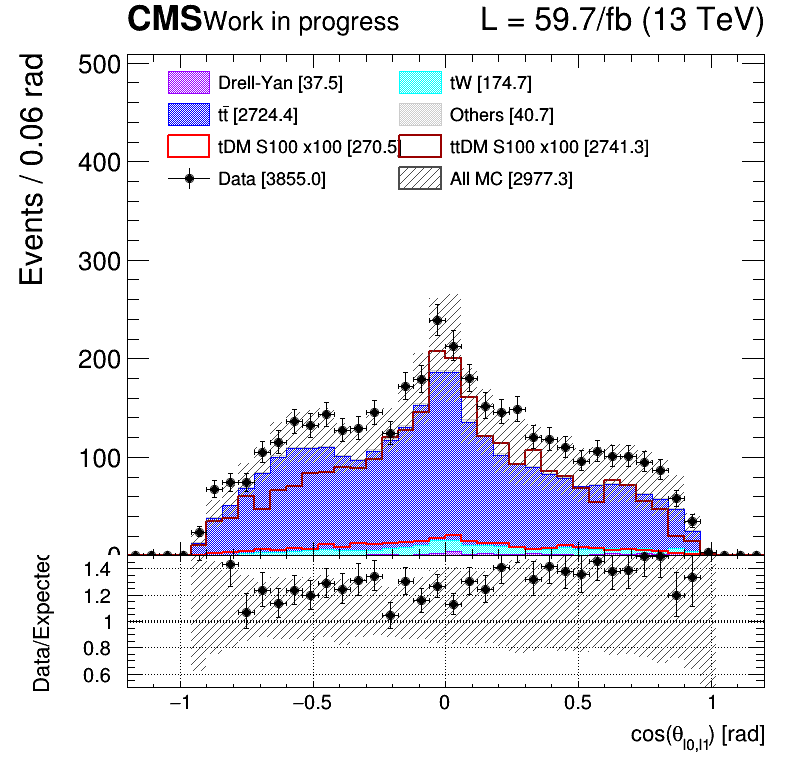 CMS Work in progress L = 59.7/fb (13 TeV)
Events / 0.06 rad
500
400
300
200
100
0
Drell-Yan [37.5]
tW [174.7]
tt̄ [2724.4]
Others [40.7]
tDM S100 x100 [270.5]
ttDM S100 x100 [2741.3]
Data [3855.0]
All MC [2977.3]
Data/Expected
1.4
1.2
1
0.8
0.6
−1 −0.5 0 0.5 1
cos(θl0,l1) [rad]